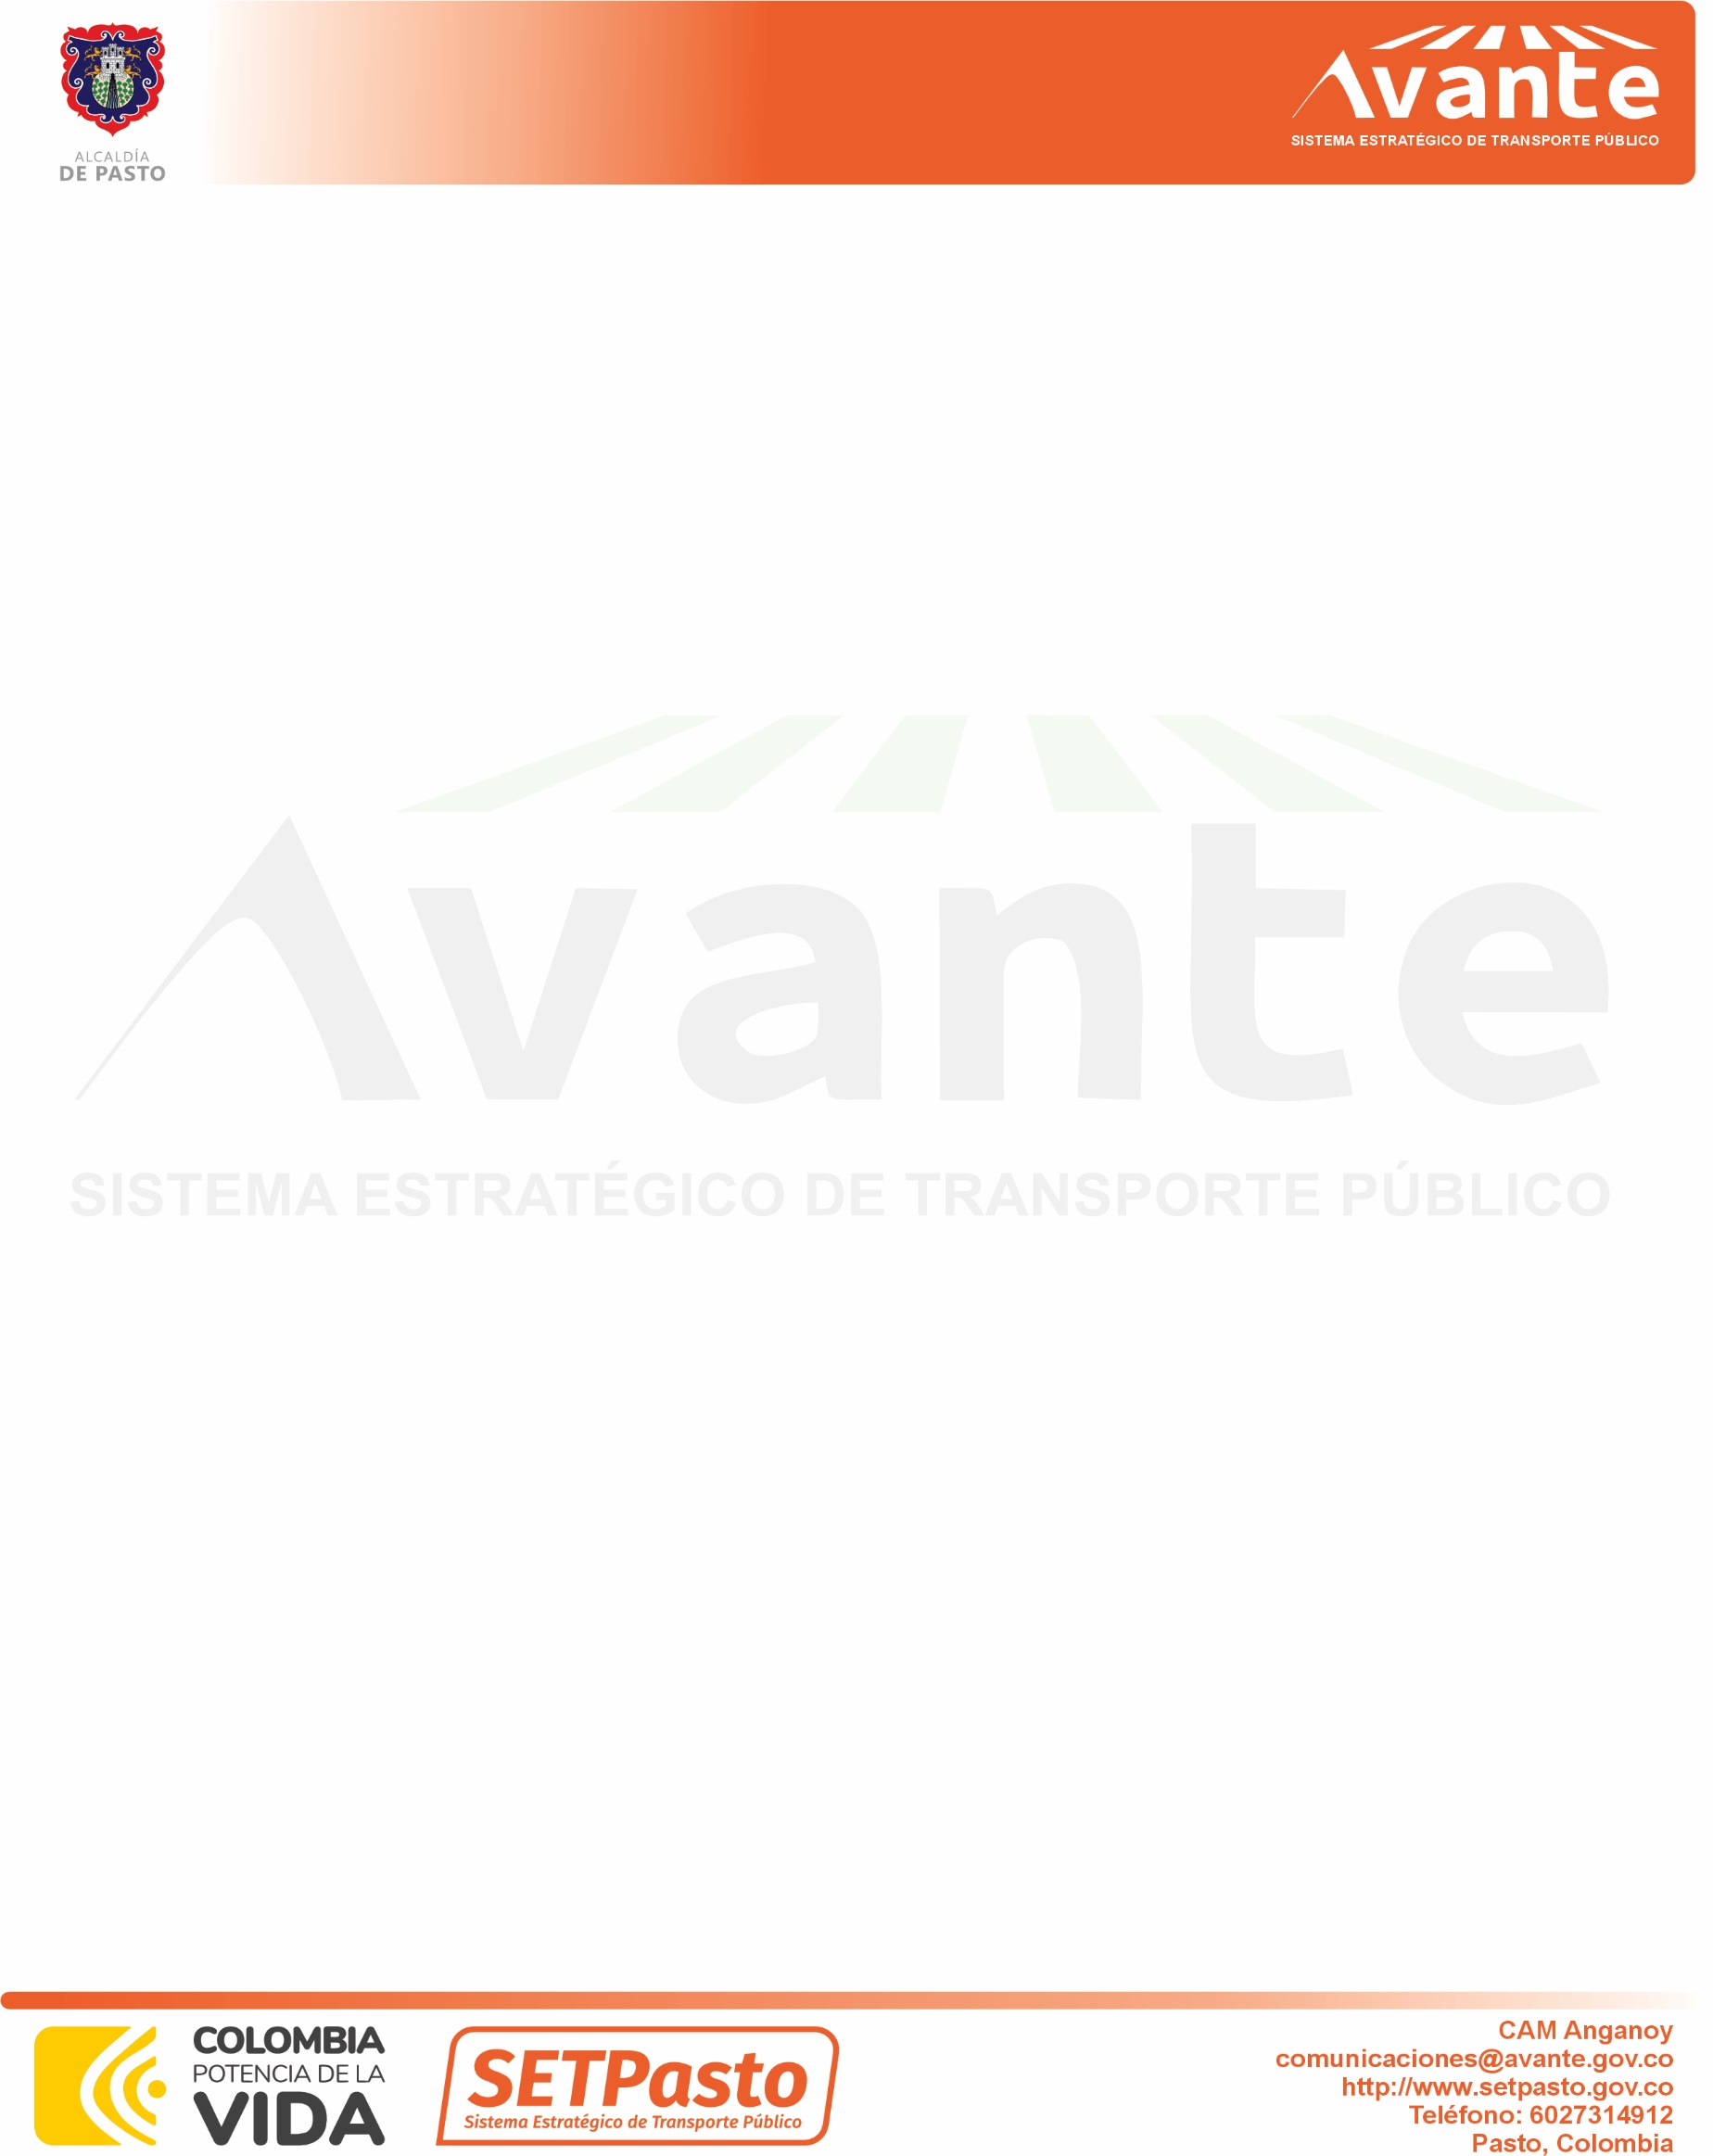 ALCALDÍA
DE PASTO
Avante
SISTEMA ESTRATÉGICO DE TRANSPORTE PÚBLICO
Avante
SISTEMA ESTRATÉGICO DE TRANSPORTE PÚBLICO
COLOMBIA
POTENCIA DE LA
VIDA
SETPasto
Sistema Estratégico de Transporte Público
CAM Anganoy
comunicaciones@avante.gov.co
http://www.setpasto.gov.co
Teléfono: 6027314912
Pasto, Colombia